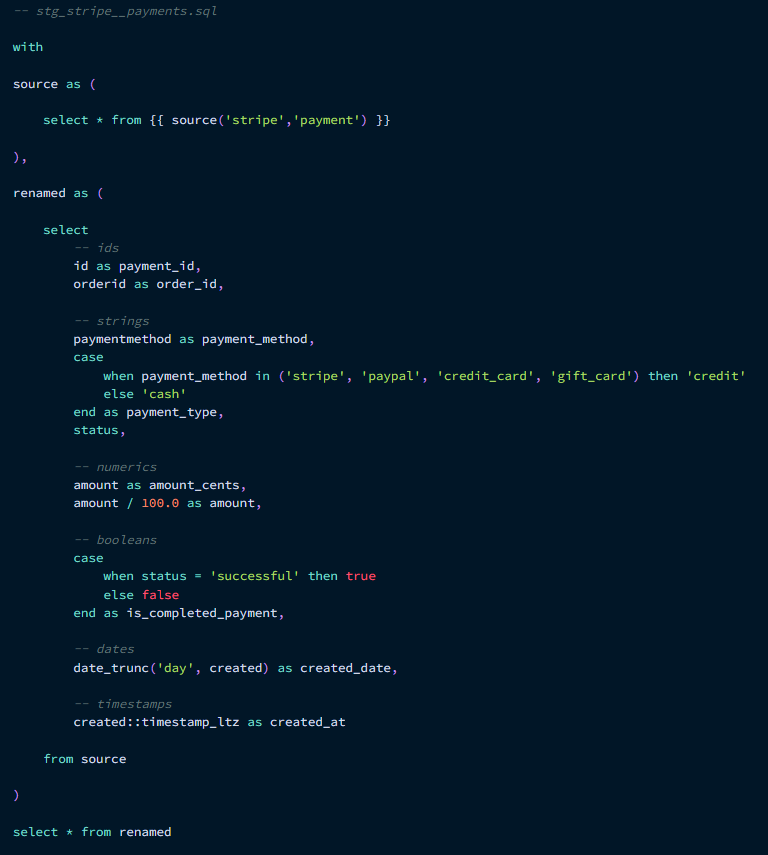 -- stg_stripe__payments.sql
with
source as (
select * from {{ source('stripe','payment') }}
),
renamed as (
select
-- ids
id as payment_id,
orderid as order_id,
-- strings
paymentmethod as payment_method,
case
when payment_method in ('stripe', 'paypal', 'credit_card', 'gift_card') then 'credit'
else 'cash'
end as payment_type,
status,
-- numerics
amount as amount_cents,
amount / 100.0 as amount,
-- booleans
case
when status = 'successful' then true
else false
end as is_completed_payment,
-- dates
date_trunc('day', created) as created_date,
-- timestamps
created::timestamp_ltz as created_at
from source
)
select * from renamed